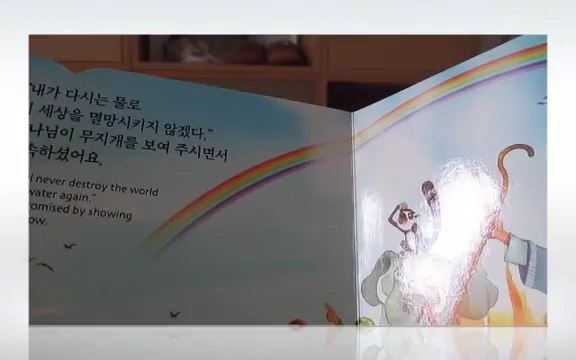 "내가 다시는 물로
세상을 멸망시키지 않겠다."
나님이 무지개를 보여 주시면서
속하셨어요.
ll never destroy the world
water again."
omised by showing
ow.